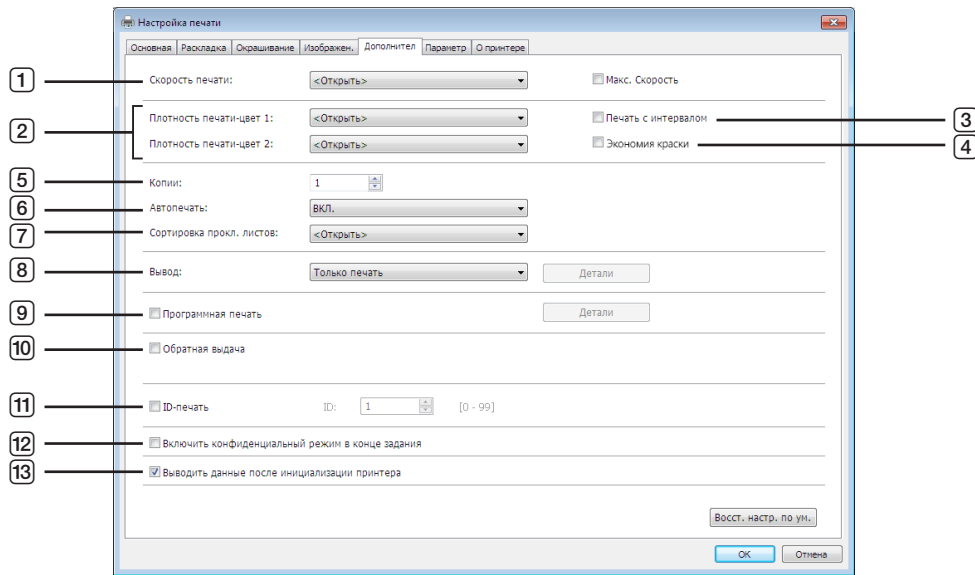 Настройка печати
Основная Раскладка Окрашивание Изображен. Дополнител Параметр О принтере
1 Скорость печати: <Открыть> Макс. Скорость
2 Плотность печати-цвет 1: <Открыть> Печать с интервалом 3
Плотность печати-цвет 2: <Открыть> Экономия краски 4
5 Копии: 1
6 Автопечать: ВКЛ.
7 Сортировка прокл. листов: <Открыть>
8 Вывод: Только печать Детали
9 Программная печать Детали
10 Обратная выдача
11 ID-печать ID: 1 [0 - 99]
12 Включить конфиденциальный режим в конце задания
13 Выводить данные после инициализации принтера
Восст. настр. по ум.
OK Отмена